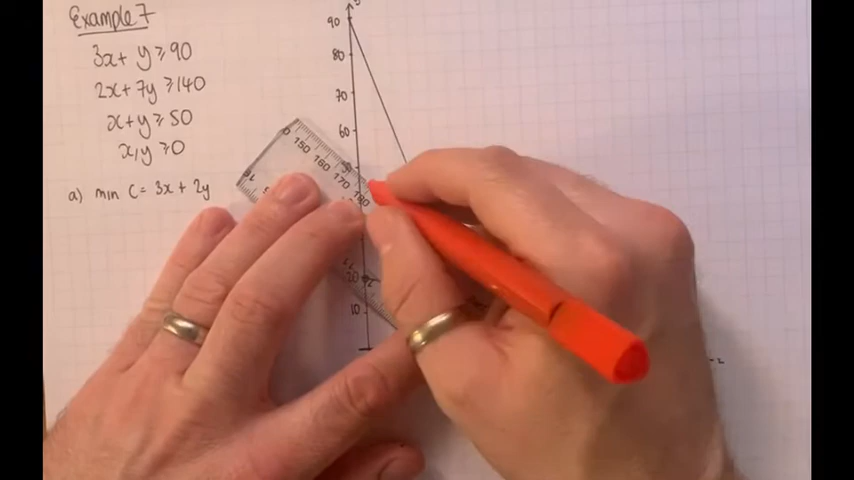 Example 7
3x + y ≥ 90
2x + 7y ≥ 140
x + y ≥ 50
x, y ≥ 0
a) min C = 3x + 2y
90
80
70
60
20
10
0
150
160
170
180